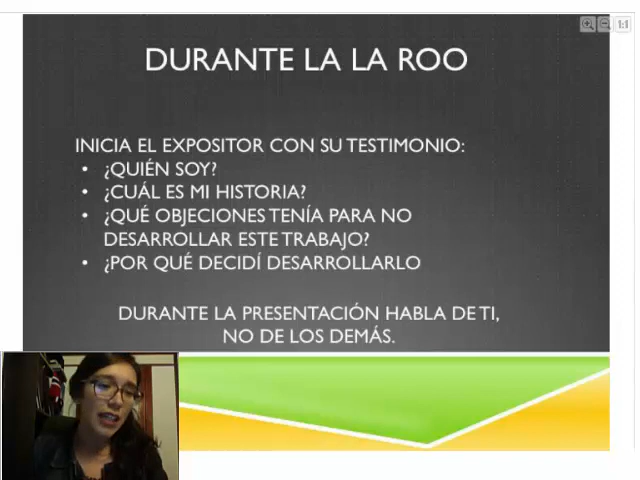 DURANTE LA LA ROO
INICIA EL EXPOSITOR CON SU TESTIMONIO:
• ¿QUIÉN SOY?
• ¿CUÁL ES MI HISTORIA?
• ¿QUÉ OBJECIONES TENÍA PARA NO
DESARROLLAR ESTE TRABAJO?
• ¿POR QUÉ DECIDÍ DESARROLLARLO
DURANTE LA PRESENTACIÓN HABLA DE TI,
NO DE LOS DEMÁS.
1:1